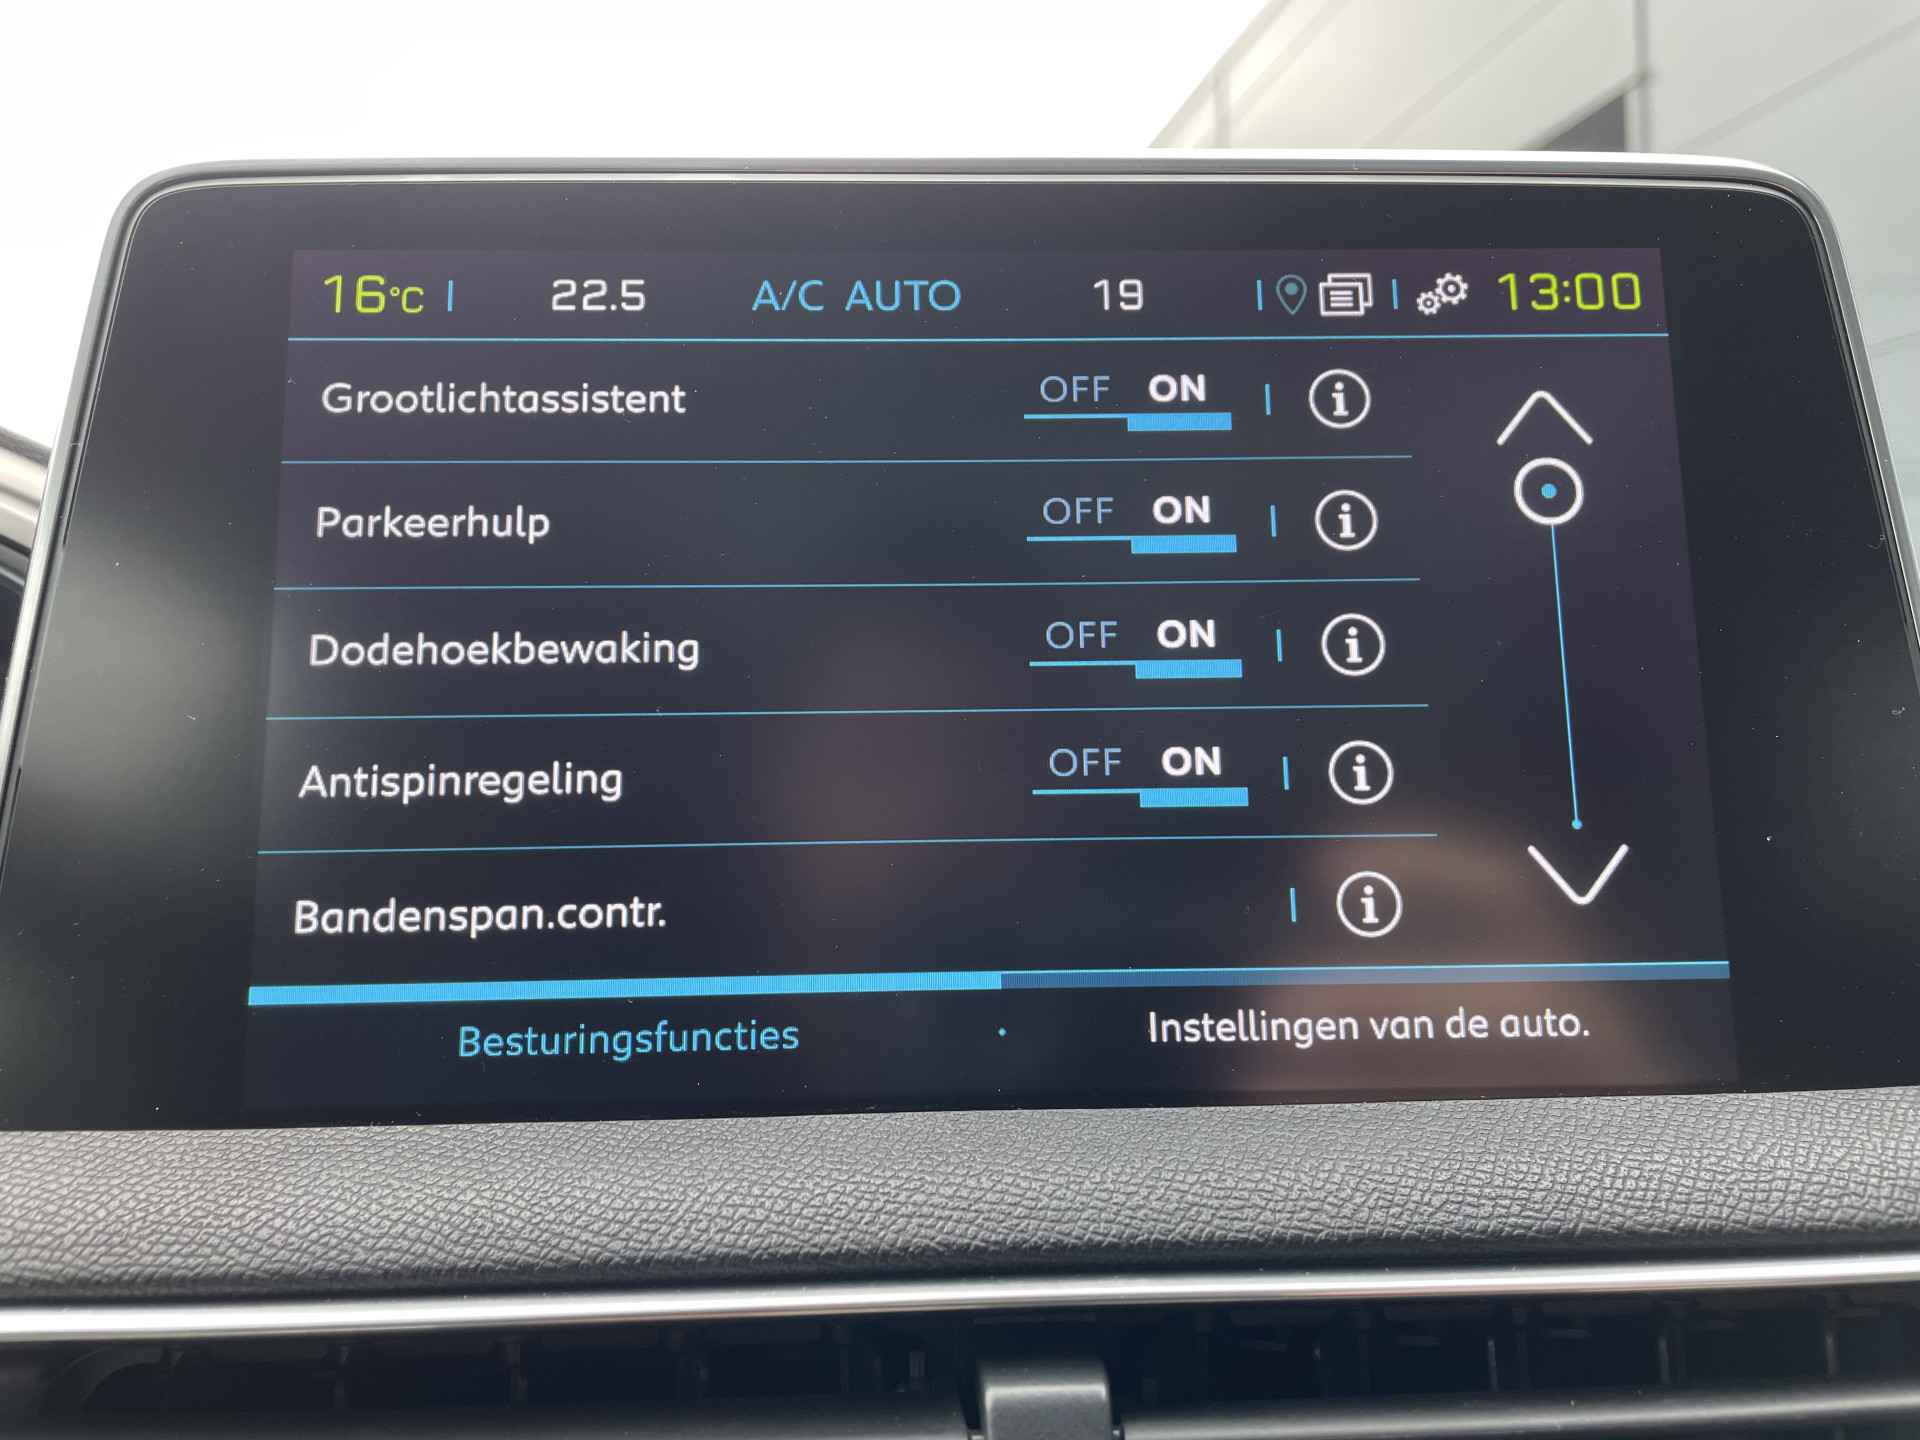 16°C 22.5 A/C AUTO 19 13:00
Grootlichtassistent OFF ON
Parkeerhulp OFF ON
Dodehoekbewaking OFF ON
Antispinregeling OFF ON
Bandenspan.contr.
Besturingsfuncties Instellingen van de auto.